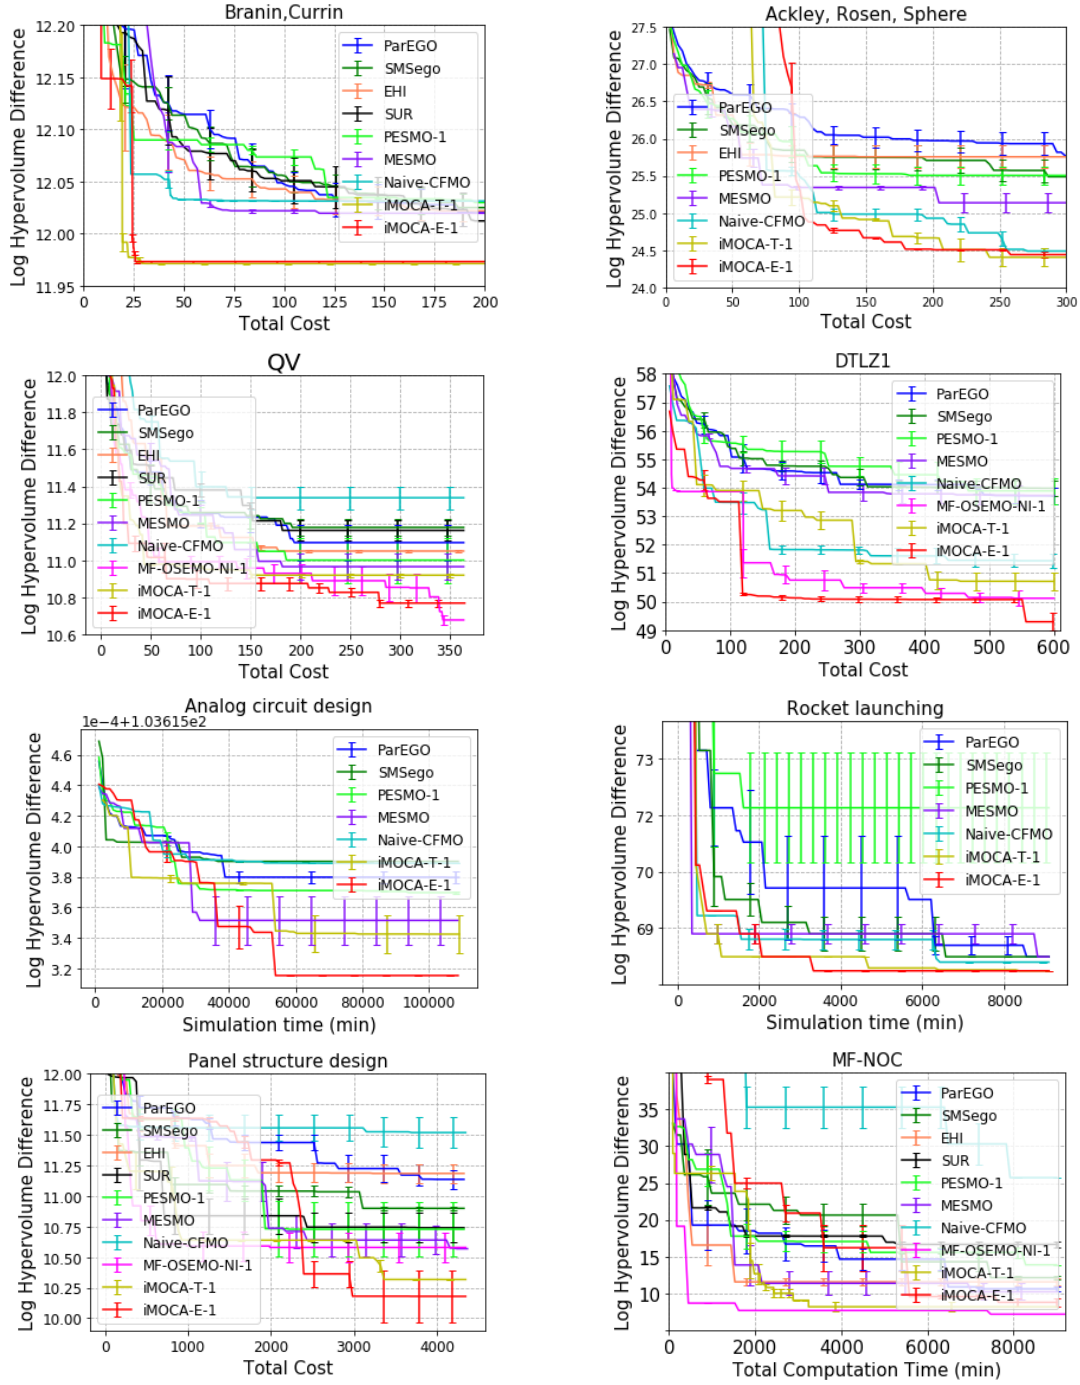 Branin,Currin
Log Hypervolume Difference
12.20
12.15
12.10
12.05
12.00
11.95
0 25 50 75 100 125 150 175 200
Total Cost
ParEGO
SMSego
EHI
SUR
PESMO-1
MESMO
Naive-CFMO
iMOCA-T-1
iMOCA-E-1
Ackley, Rosen, Sphere
Log Hypervolume Difference
27.5
27.0
26.5
26.0
25.5
25.0
24.5
24.0
0 50 100 150 200 250 300
Total Cost
ParEGO
SMSego
EHI
PESMO-1
MESMO
Naive-CFMO
iMOCA-T-1
iMOCA-E-1
QV
Log Hypervolume Difference
12.0
11.8
11.6
11.4
11.2
11.0
10.8
10.6
0 50 100 150 200 250 300 350
Total Cost
ParEGO
SMSego
EHI
SUR
PESMO-1
MESMO
Naive-CFMO
MF-OSEMO-NI-1
iMOCA-T-1
iMOCA-E-1
DTLZ1
Log Hypervolume Difference
58
57
56
55
54
53
52
51
50
49
0 100 200 300 400 500 600
Total Cost
ParEGO
SMSego
PESMO-1
MESMO
Naive-CFMO
MF-OSEMO-NI-1
iMOCA-T-1
iMOCA-E-1
Analog circuit design
1e−4+1.03615e2
Log Hypervolume Difference
4.6
4.4
4.2
4.0
3.8
3.6
3.4
3.2
0 20000 40000 60000 80000 100000
Simulation time (min)
ParEGO
SMSego
PESMO-1
MESMO
Naive-CFMO
iMOCA-T-1
iMOCA-E-1
Rocket launching
Log Hypervolume Difference
73
72
70
69
0 2000 4000 6000 8000
Simulation time (min)
ParEGO
SMSego
PESMO-1
MESMO
Naive-CFMO
iMOCA-T-1
iMOCA-E-1
Panel structure design
Log Hypervolume Difference
12.00
11.75
11.50
11.25
11.00
10.75
10.50
10.25
10.00
0 1000 2000 3000 4000
Total Cost
ParEGO
SMSego
EHI
SUR
PESMO-1
MESMO
Naive-CFMO
MF-OSEMO-NI-1
iMOCA-T-1
iMOCA-E-1
MF-NOC
Log Hypervolume Difference
35
30
25
20
15
10
0 2000 4000 6000 8000
Total Computation Time (min)
ParEGO
SMSego
EHI
SUR
PESMO-1
MESMO
Naive-CFMO
MF-OSEMO-NI-1
iMOCA-T-1
iMOCA-E-1